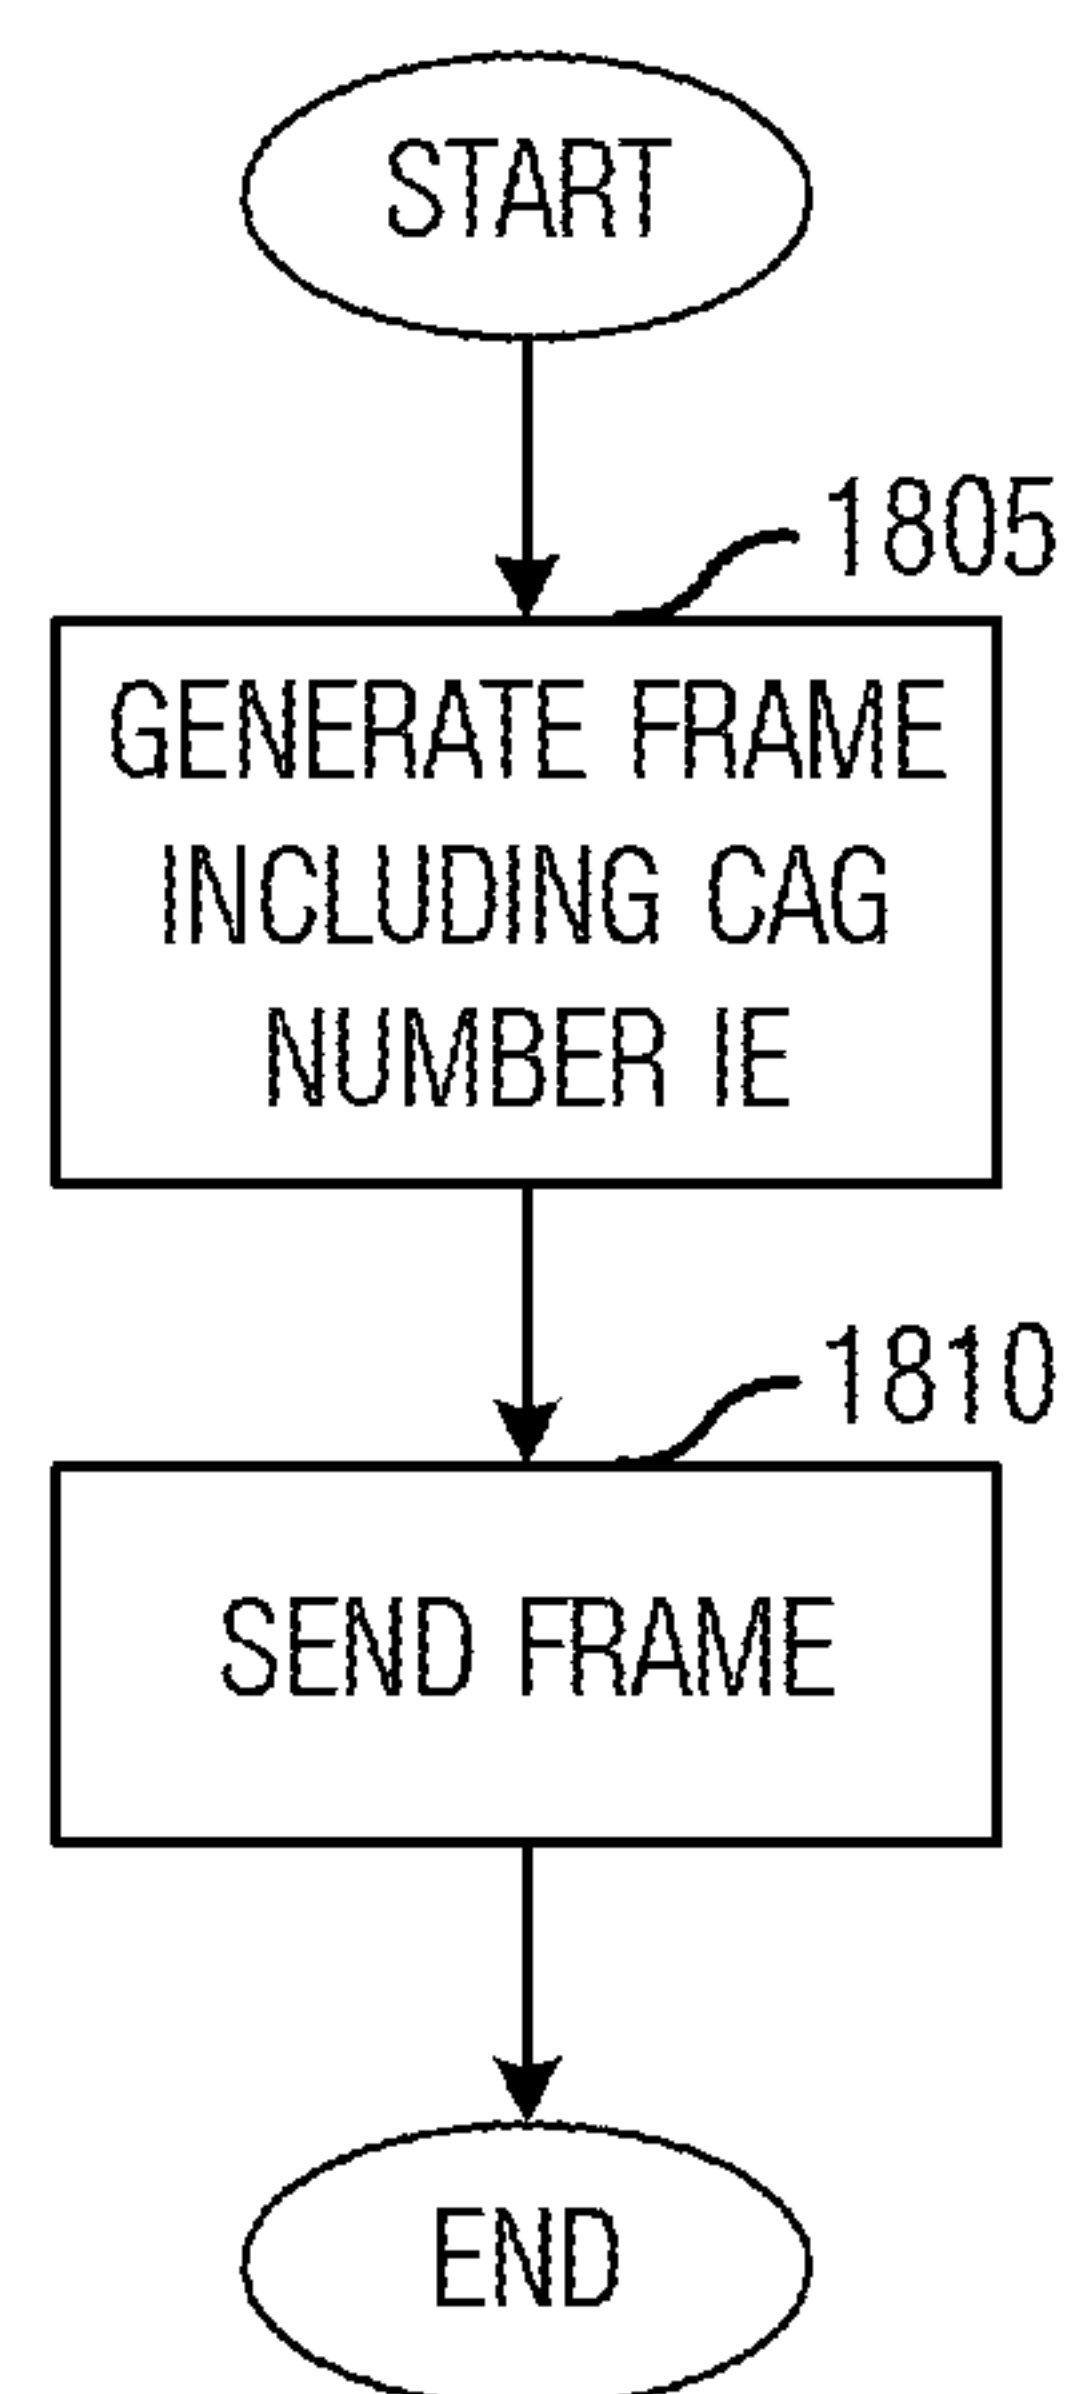 START
1805
GENERATE FRAME
INCLUDING CAG
NUMBER IE
1810
SEND FRAME
END